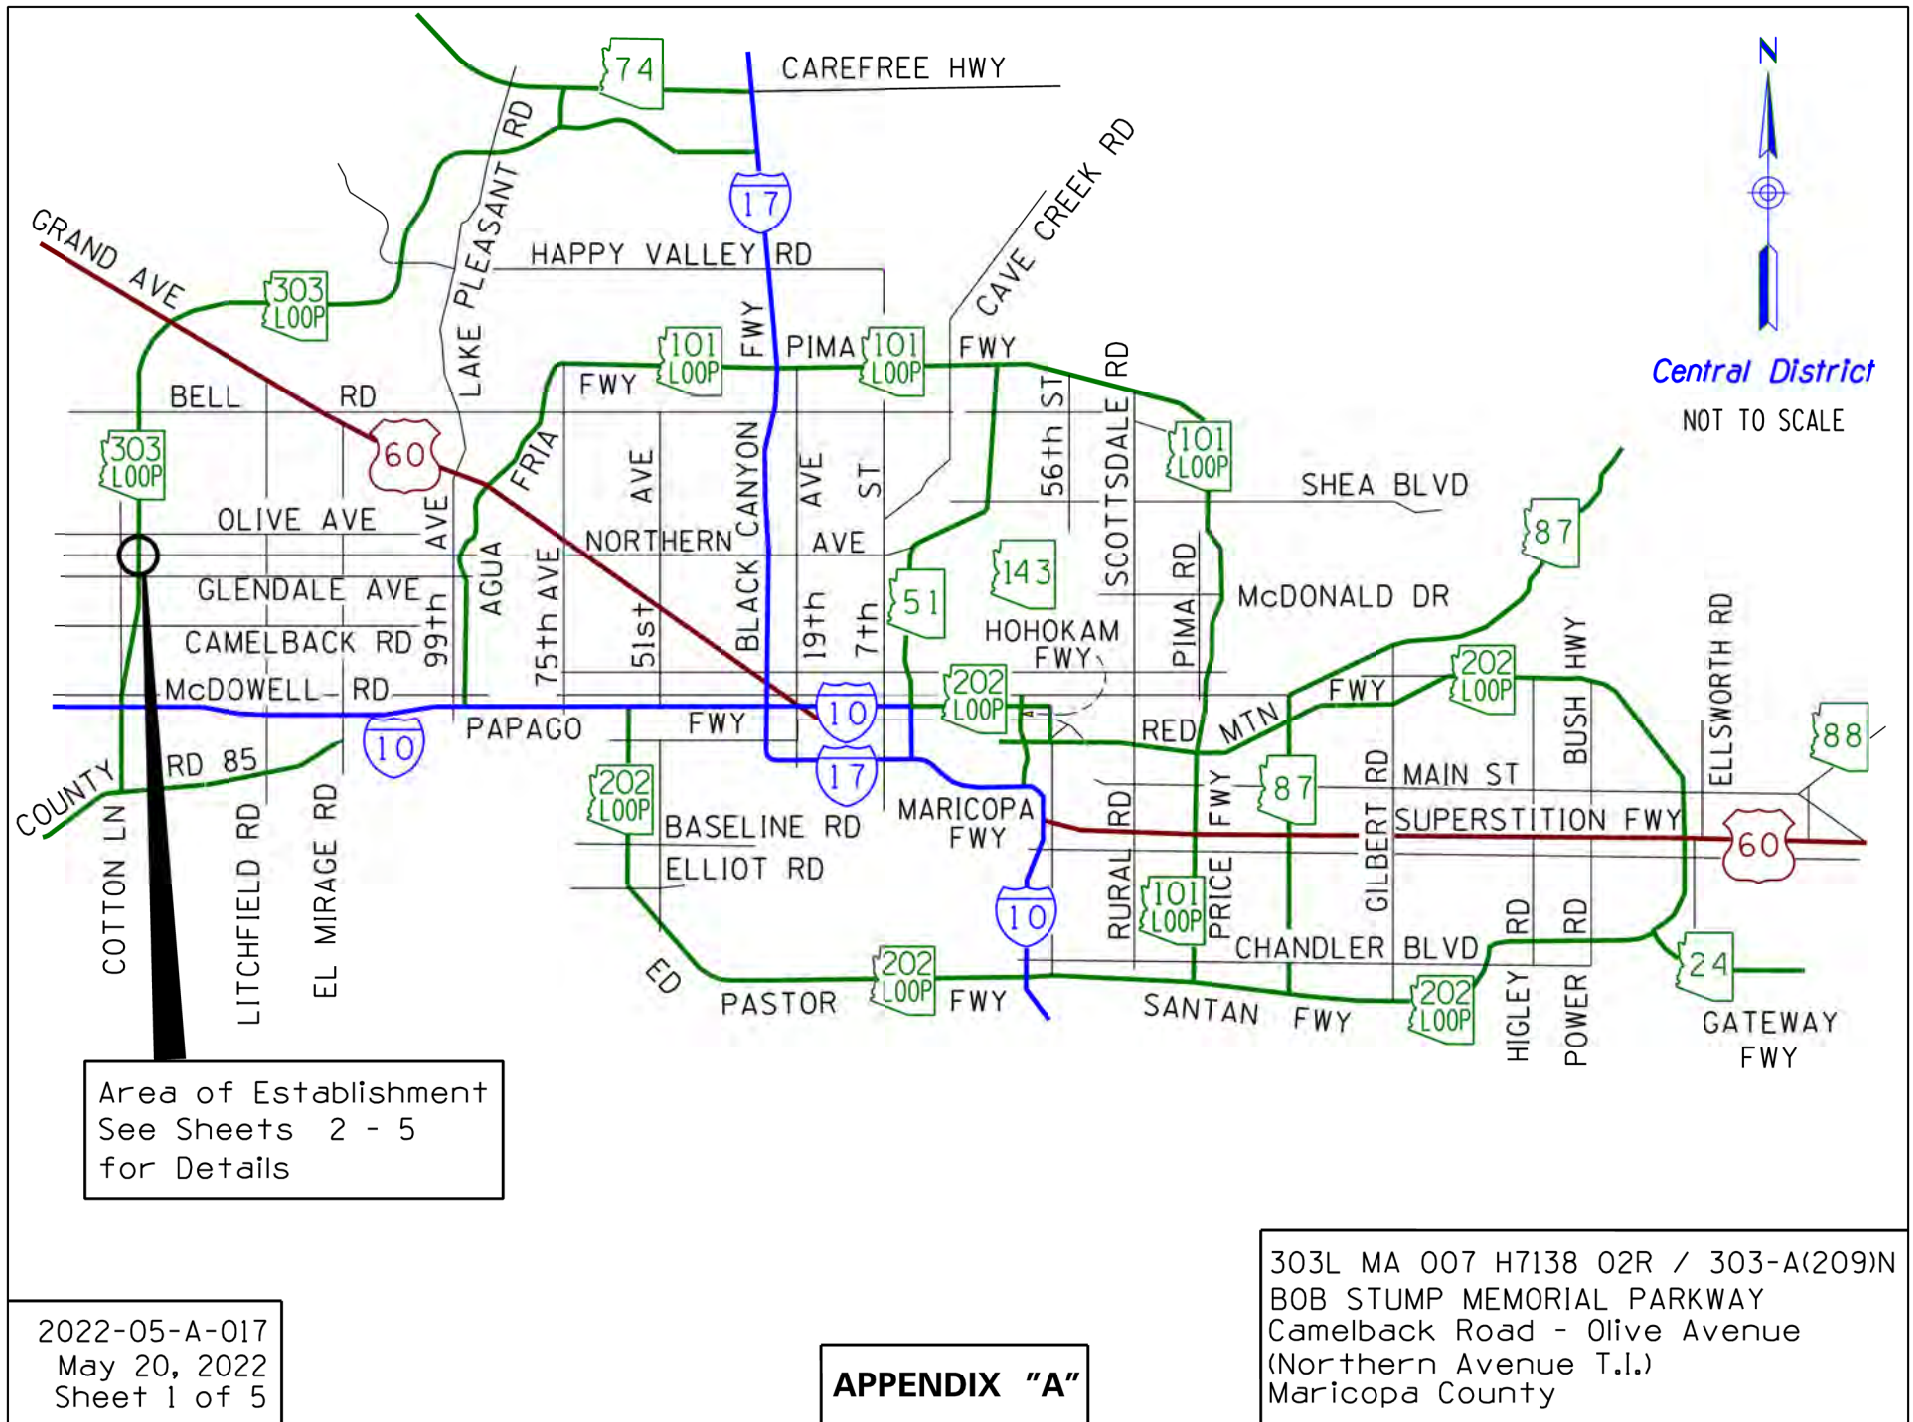 74
CAREFREE HWY
N
LAKE PLEASANT RD
17
CAVE CREEK RD
GRAND AVE
HAPPY VALLEY RD
303
LOOP
Central District
NOT TO SCALE
101
LOOP
FWY
PIMA
101
LOOP
FWY
FWY
BELL RD
56th ST
SCOTTSDALE RD
101
LOOP
303
LOOP
60
FRIA
AGUA
SHEA BLVD
OLIVE AVE
99th AVE
51st AVE
BLACK CANYON
19th AVE
7th ST
87
NORTHERN AVE
75th AVE
143
PIMA RD
GLENDALE AVE
51
McDONALD DR
ELLSWORTH RD
CAMELBACK RD
HOHOKAM
FWY
BUSH HWY
202
LOOP
McDOWELL RD
202
LOOP
FWY
RED MTN
10
PAPAGO FWY
10
RD 85
COUNTY
17
88
202
LOOP
87
GILBERT RD
MAIN ST
BASELINE RD
MARICOPA
FWY
RURAL RD
PRICE FWY
SUPERSTITION FWY
60
ELLIOT RD
COTTON LN
LITCHFIELD RD
EL MIRAGE RD
10
101
LOOP
HIGLEY RD
POWER RD
CHANDLER BLVD
24
ED
PASTOR
202
LOOP
FWY
SANTAN FWY
202
LOOP
GATEWAY
FWY
Area of Establishment
See Sheets 2 - 5
for Details
303L MA 007 H7138 02R / 303-A(209)N
BOB STUMP MEMORIAL PARKWAY
Camelback Road - Olive Avenue
(Northern Avenue T.I.)
Maricopa County
2022-05-A-017
May 20, 2022
Sheet 1 of 5
APPENDIX "A"